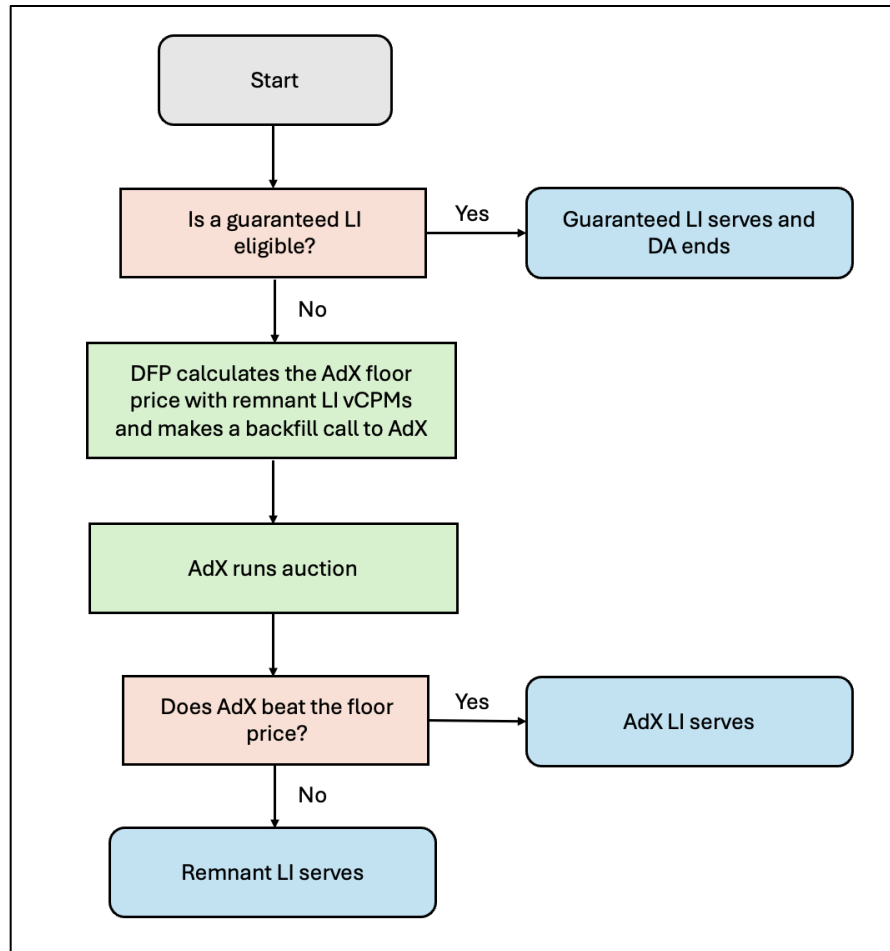 Start
Is a guaranteed LI
eligible?
Yes
Guaranteed LI serves and
DA ends
No
DFP calculates the AdX floor
price with remnant LI vCPMs
and makes a backfill call to AdX
AdX runs auction
Does AdX beat the floor
price?
Yes
AdX LI serves
No
Remnant LI serves